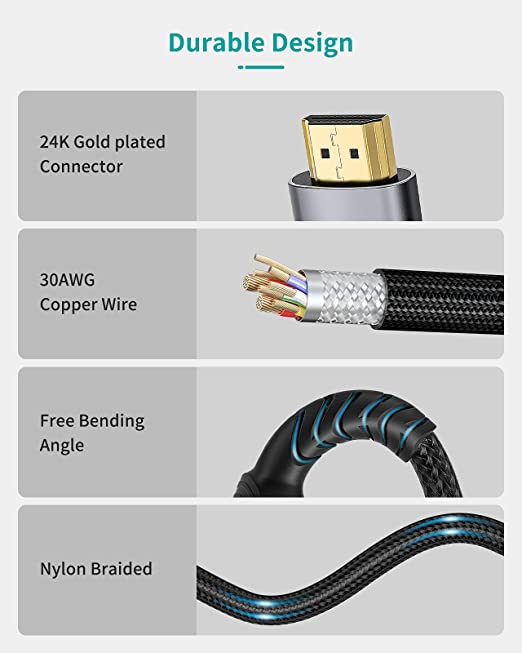 Durable Design
24K Gold plated
Connector
30AWG
Copper Wire
Free Bending
Angle
Nylon Braided